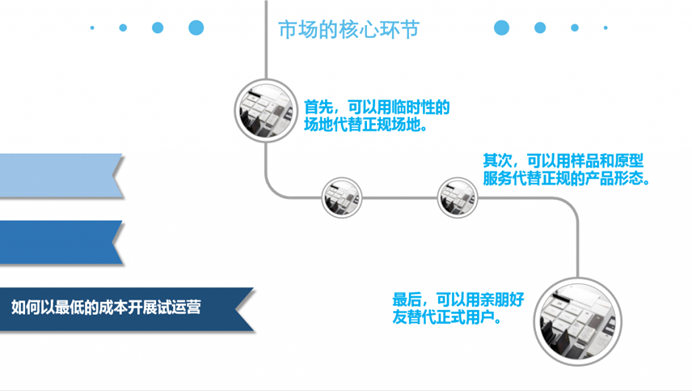 市场的核心环节
首先，可以用临时性的
场地代替正规场地。
其次，可以用样品和原型
服务代替正规的产品形态。
如何以最低的成本开展试运营
最后，可以用亲朋好
友替代正式用户。